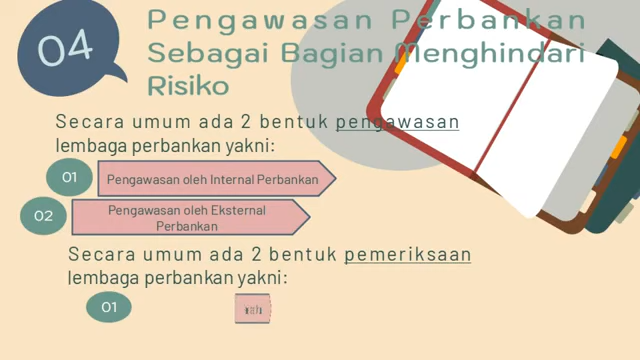 04
Pengawasan Perbankan
Sebagai Bagian Menghindari
Risiko
Secara umum ada 2 bentuk pengawasan
lembaga perbankan yakni:
01
Pengawasan oleh Internal Perbankan
02
Pengawasan oleh Eksternal
Perbankan
Secara umum ada 2 bentuk pemeriksaan
lembaga perbankan yakni:
01